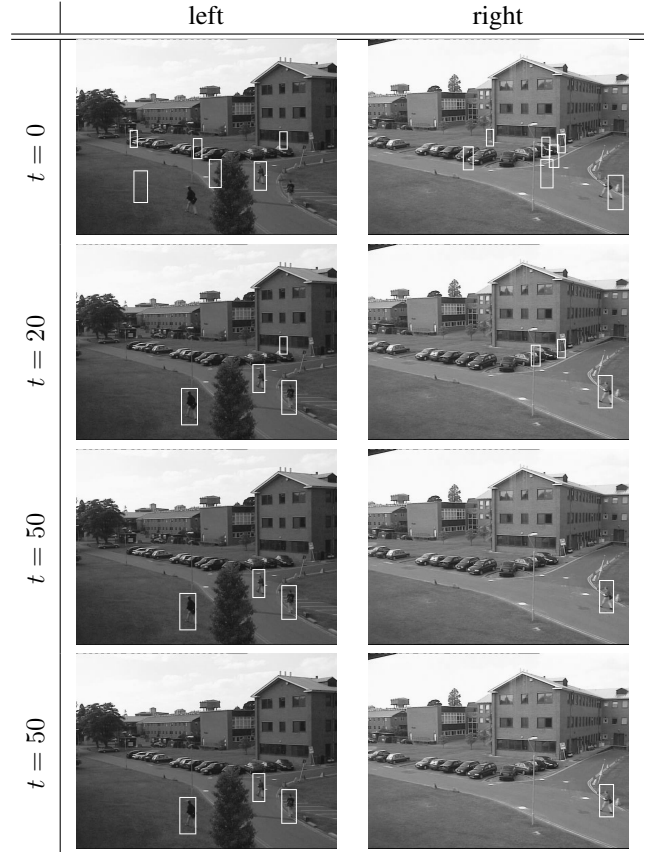 left right
t = 0
t = 20
t = 50
t = 50